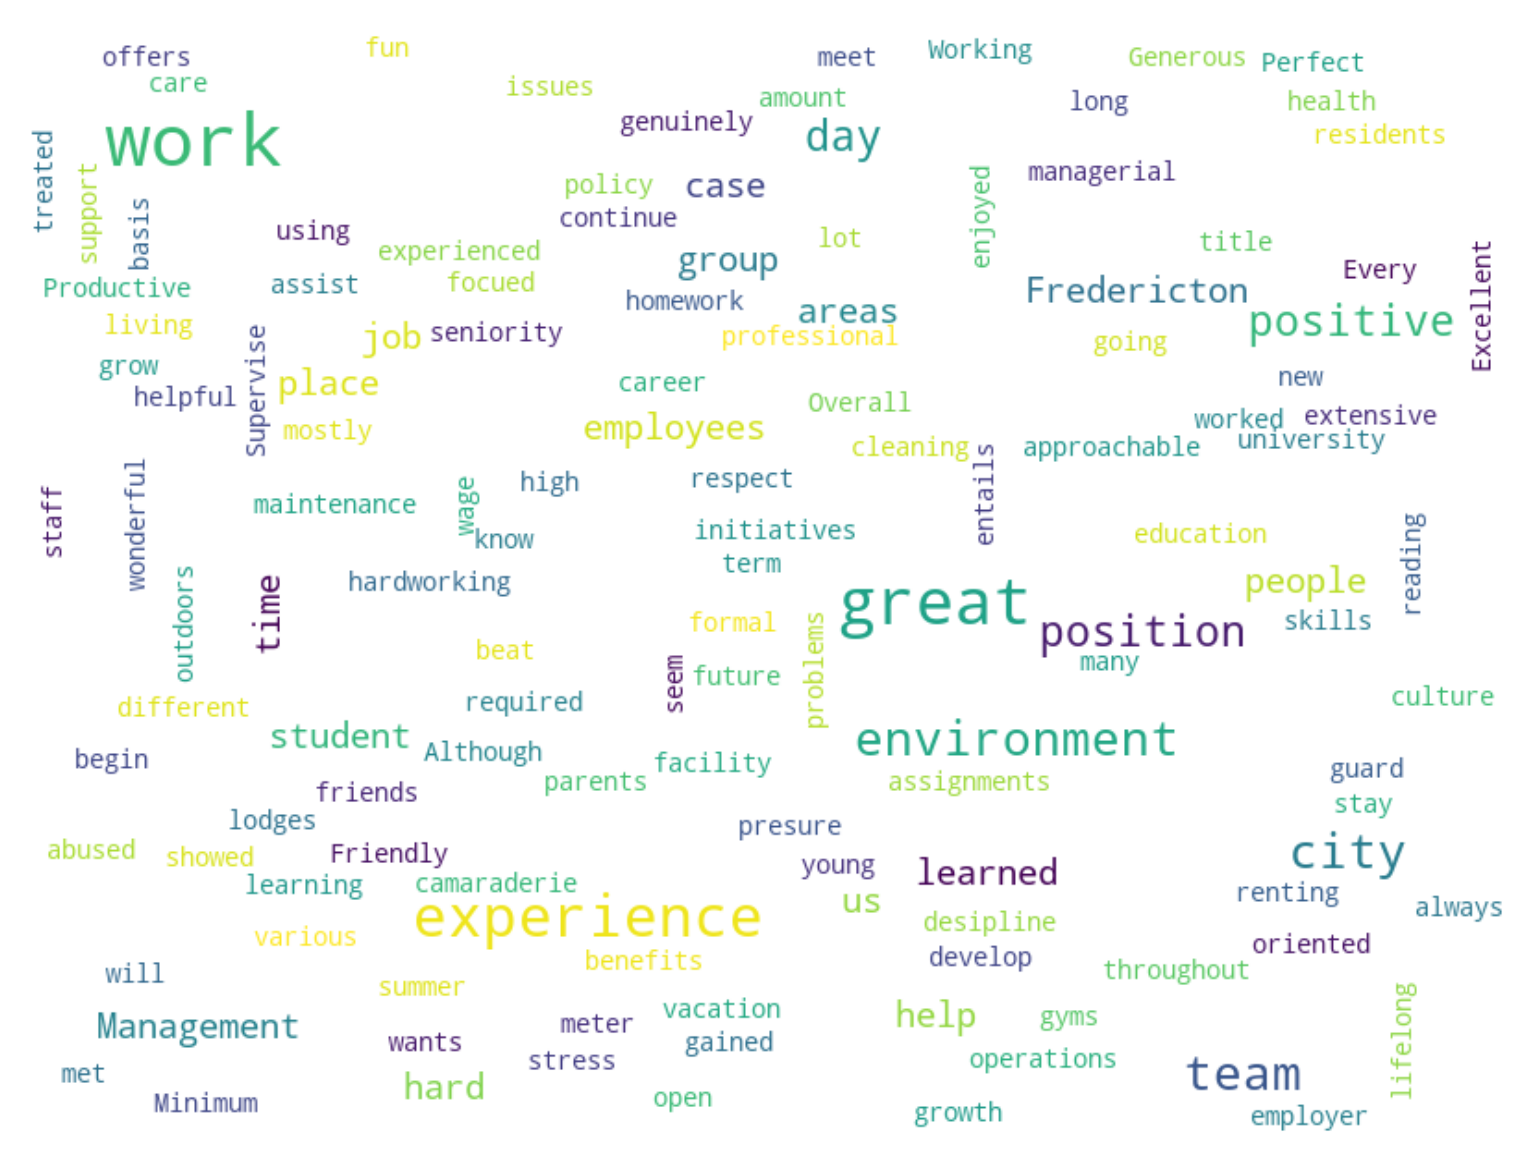 offers
fun
meet
Working
Generous
Perfect
care
issues
amount
long
health
work
genuinely
day
residents
treated
support
basis
policy
case
managerial
enjoyed
continue
using
experienced
lot
title
group
Every
Excellent
Productive
assist
focued
homework
areas
Fredericton
positive
living
Supervise
job
seniority
professional
going
grow
place
career
new
helpful
Overall
worked
extensive
mostly
employees
cleaning
approachable
university
entails
staff
wonderful
maintenance
wage
high
respect
know
initiatives
education
reading
term
outdoors
time
hardworking
great
people
position
skills
formal
problems
beat
many
seem
future
different
required
culture
student
Although
environment
begin
facility
parents
assignments
guard
friends
stay
lodges
presure
abused
showed
Friendly
young
learned
city
learning
camaraderie
us
renting
experience
desipline
always
various
develop
oriented
benefits
throughout
will
summer
lifelong
Management
meter
vacation
help
gyms
wants
stress
gained
operations
met
hard
team
Minimum
open
growth
employer